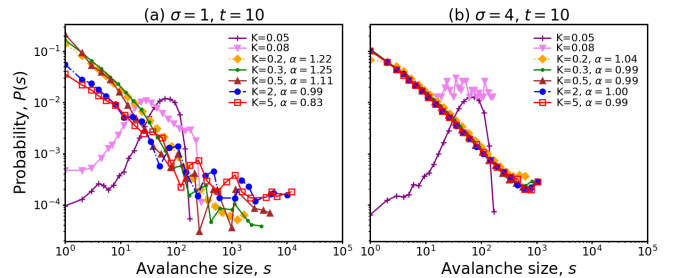 (a) σ = 1, t = 10
Probability, P(s)
10⁻¹
10⁻²
10⁻³
10⁻⁴
K=0.05
K=0.08
K=0.2, α = 1.22
K=0.3, α = 1.25
K=0.5, α = 1.11
K=2, α = 0.99
K=5, α = 0.83
10⁰ 10¹ 10² 10³ 10⁴ 10⁵
Avalanche size, s
(b) σ = 4, t = 10
K=0.05
K=0.08
K=0.2, α = 1.04
K=0.3, α = 0.99
K=0.5, α = 0.99
K=2, α = 1.00
K=5, α = 0.99
10⁰ 10¹ 10² 10³ 10⁴ 10⁵
Avalanche size, s